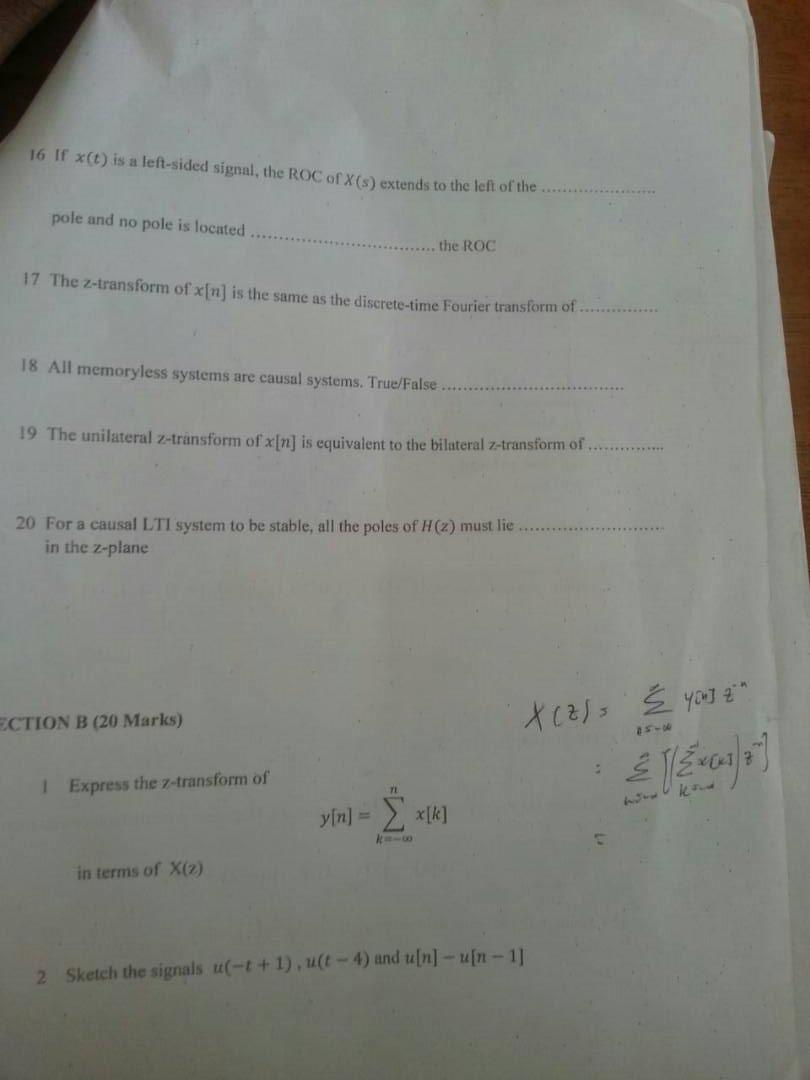 16 If x(t) is a left-sided signal, the ROC of X(s) extends to the left of the ......................
pole and no pole is located ................................... the ROC
17 The z-transform of x[n] is the same as the discrete-time Fourier transform of ..............
18 All memoryless systems are causal systems. True/False .................................
19 The unilateral z-transform of x[n] is equivalent to the bilateral z-transform of ..............
20 For a causal LTI system to be stable, all the poles of H(z) must lie ..........................
in the z-plane
ECTION B (20 Marks)
X(z) = Σ y[n] z^-n
n=-∞
1 Express the z-transform of
y[n] = Σ x[k]
n
k=-∞
in terms of X(z)
2 Sketch the signals u(-t + 1), u(t - 4) and u[n] - u[n - 1]